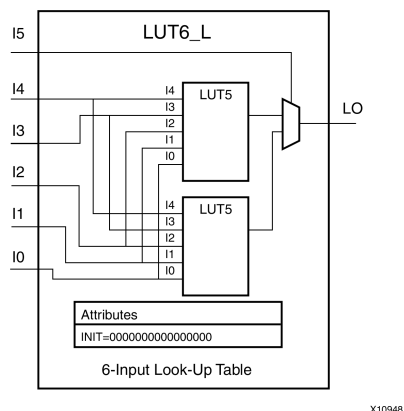 I5
LUT6_L
I4
I3
I2
I1
I0
I4
I3
I2
I1
I0
LUT5
I4
I3
I2
I1
I0
LUT5
LO
Attributes
INIT=0000000000000000
6-Input Look-Up Table
X10948